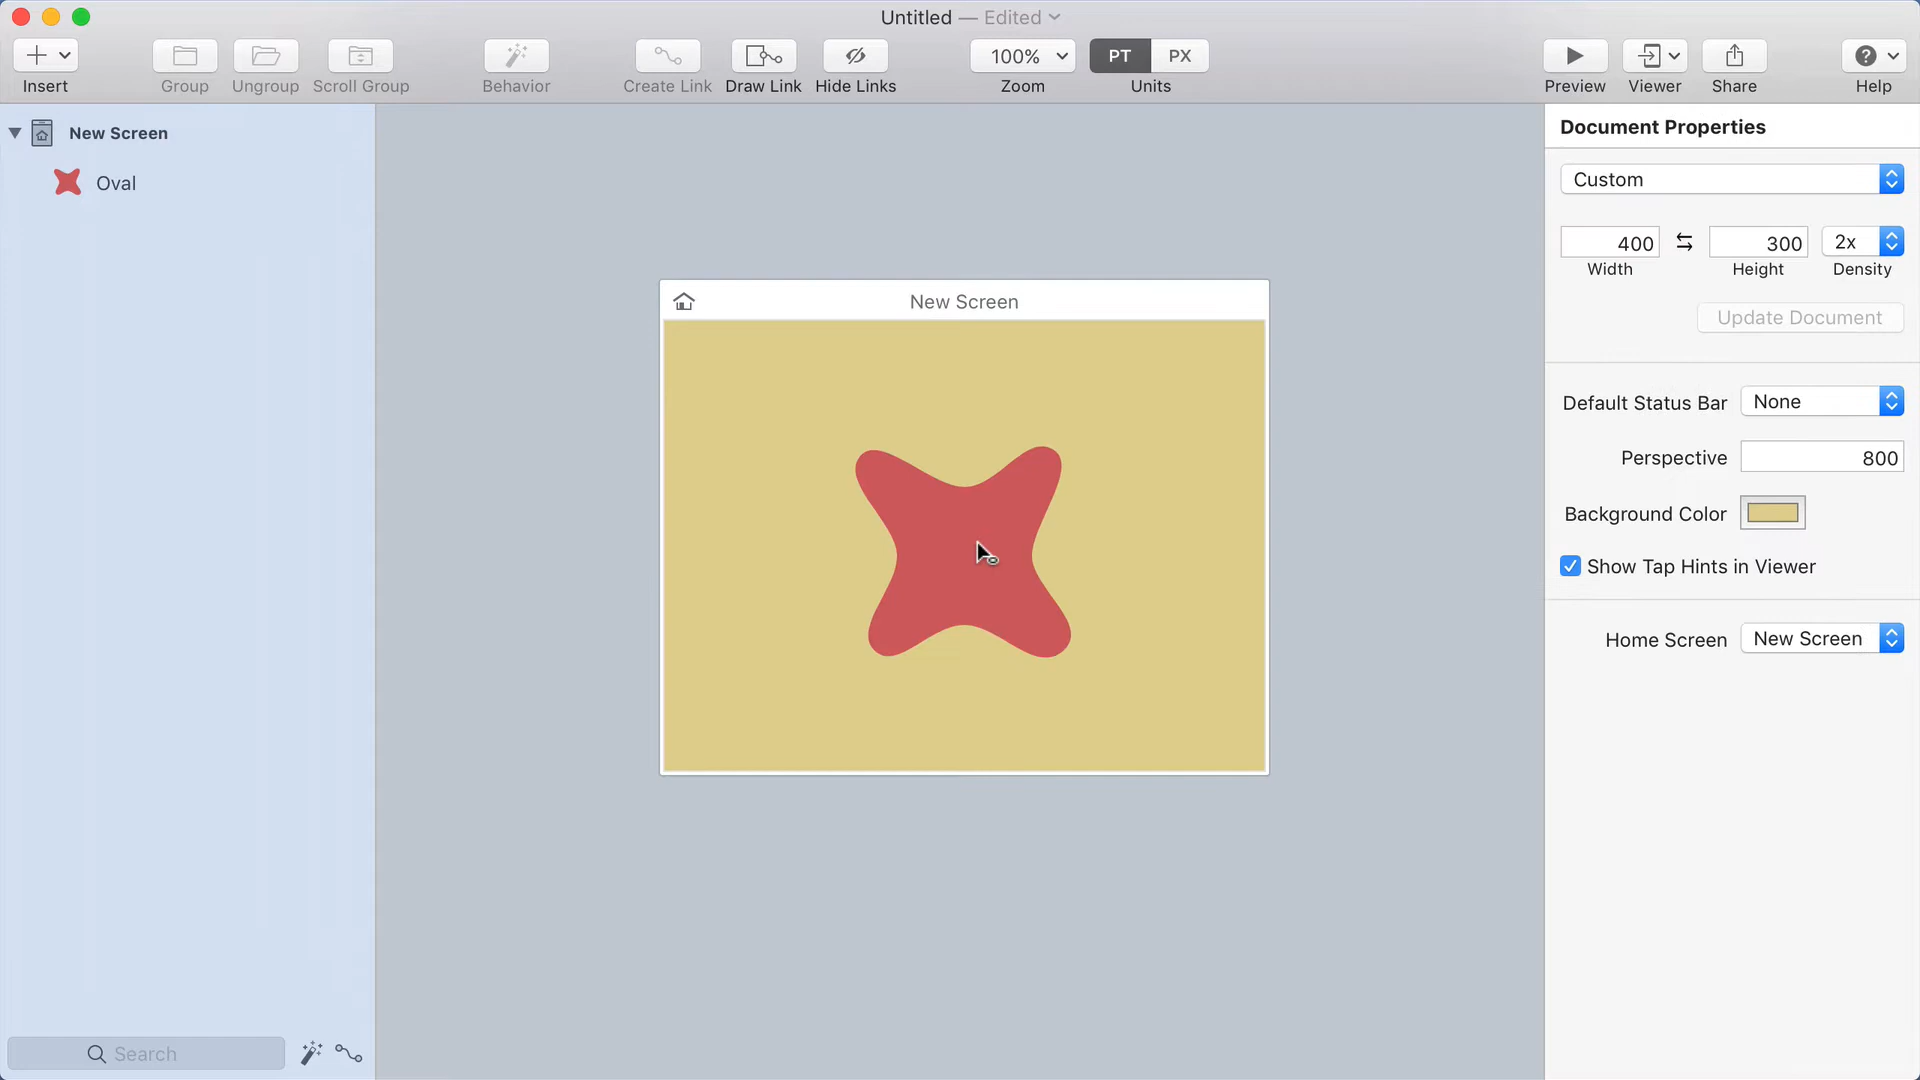 Untitled — Edited
Insert
Group
Ungroup
Scroll Group
Behavior
Create Link
Draw Link
Hide Links
100%
Zoom
PT PX
Units
Preview
Viewer
Share
Help
New Screen
Oval
Search
New Screen
Document Properties
Custom
400 300 2x
Width Height Density
Update Document
Default Status Bar None
Perspective 800
Background Color
Show Tap Hints in Viewer
Home Screen New Screen